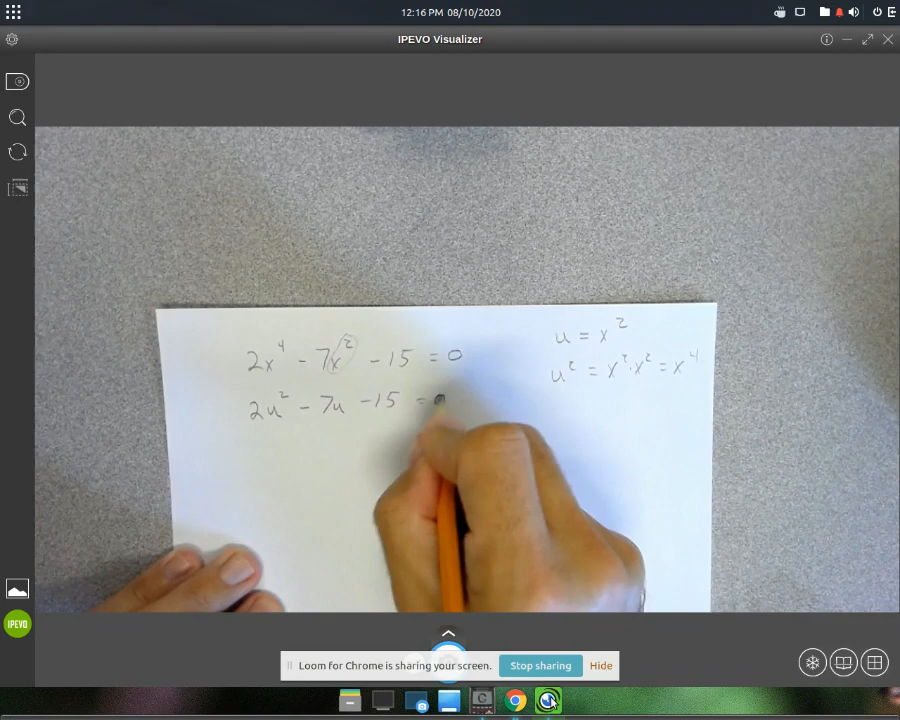 12:16 PM 08/10/2020
IPEVO Visualizer
2x⁴ - 7x² - 15 = 0
2u² - 7u - 15 = 0
u = x²
u² = x²·x² = x⁴
IPEVO
Loom for Chrome is sharing your screen. Stop sharing Hide